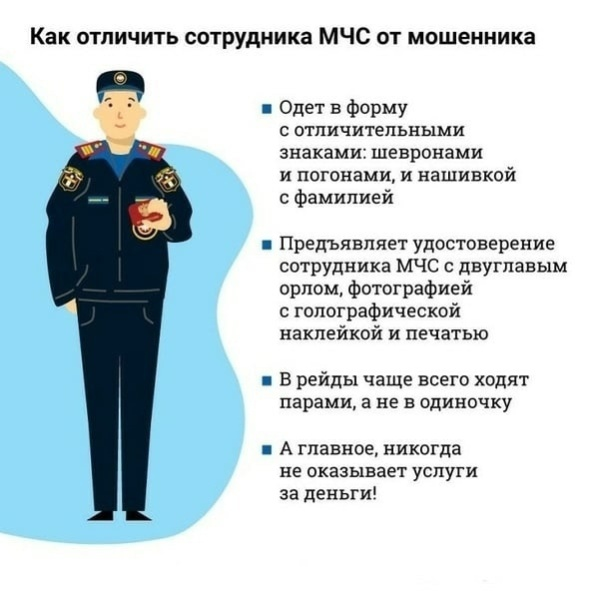 Как отличить сотрудника МЧС от мошенника
Одет в форму
с отличительными
знаками: шевронами
и погонами, и нашивкой
с фамилией
Предъявляет удостоверение
сотрудника МЧС с двуглавым
орлом, фотографией
с голографической
наклейкой и печатью
В рейды чаще всего ходят
парами, а не в одиночку
А главное, никогда
не оказывает услуги
за деньги!